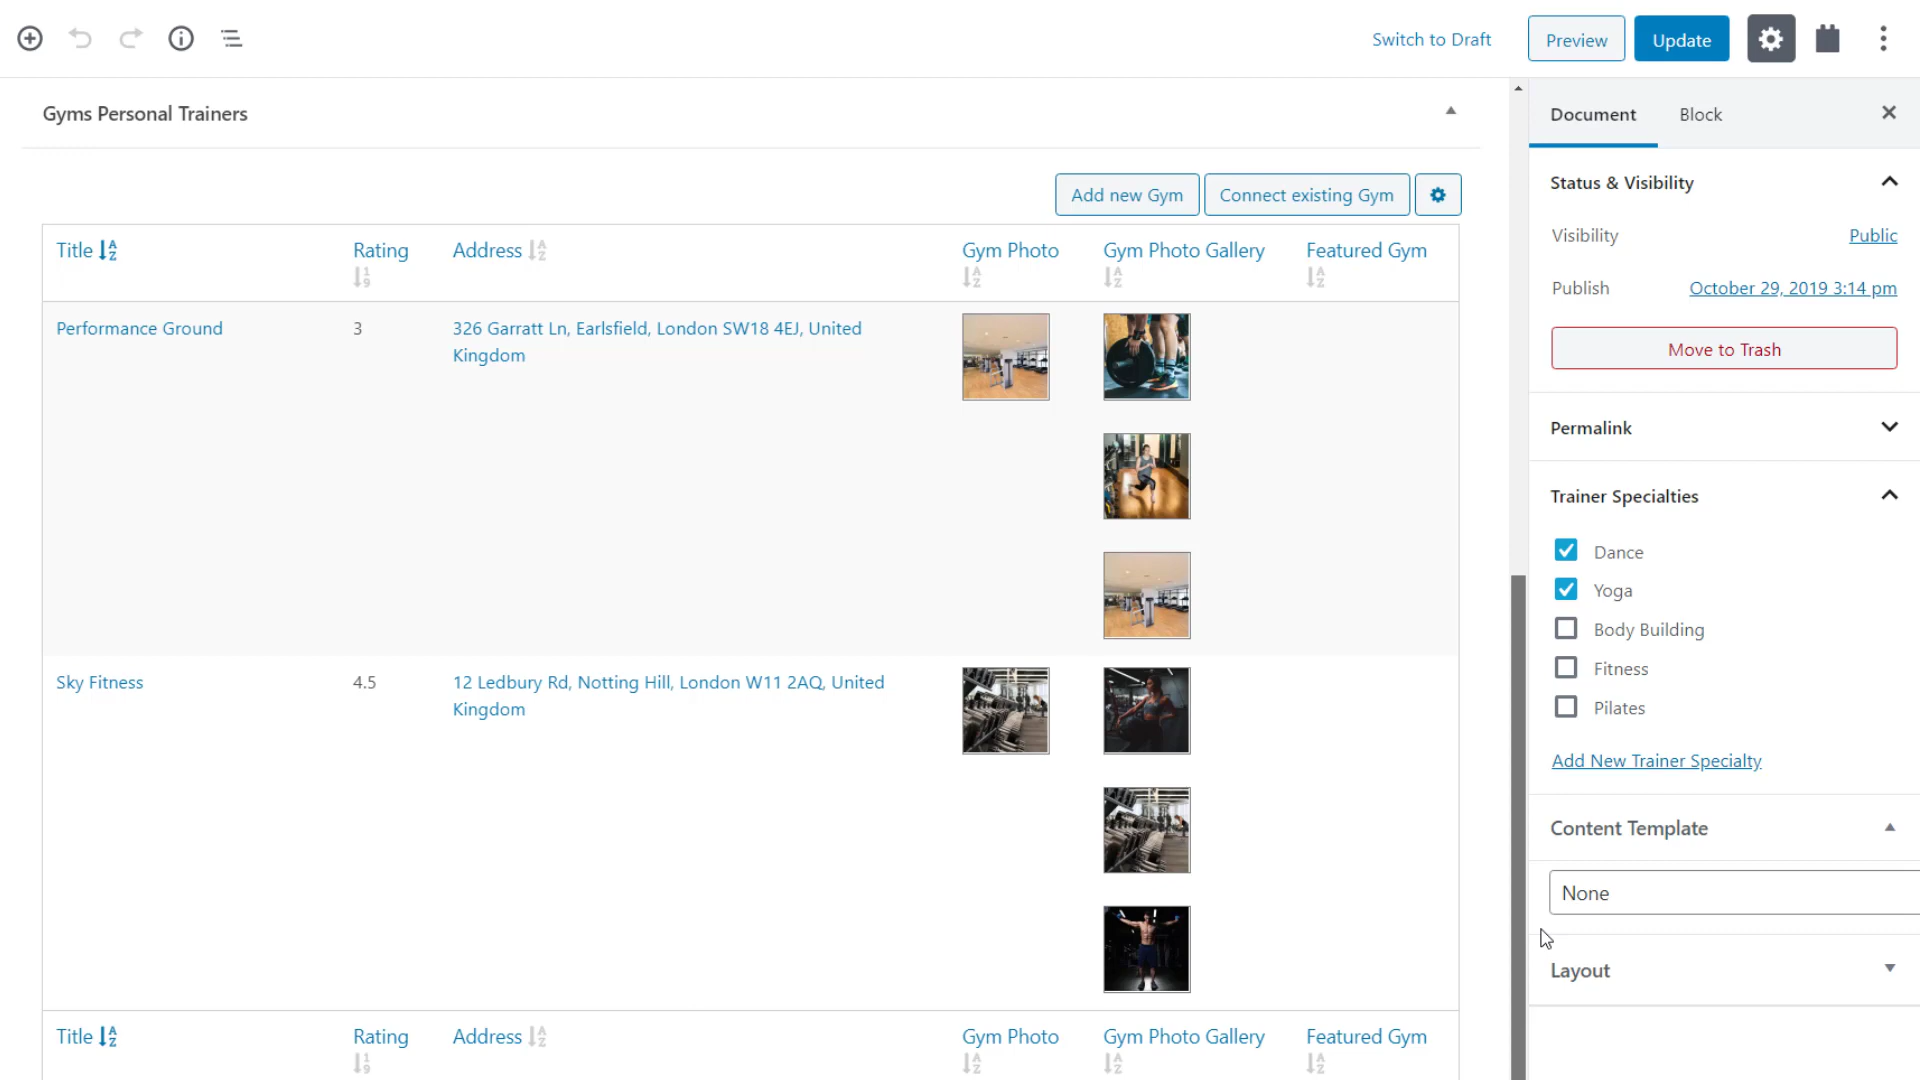 Switch to Draft
Preview
Update
Gyms Personal Trainers
Add new Gym
Connect existing Gym
Title
Rating
Address
Gym Photo
Gym Photo Gallery
Featured Gym
Performance Ground
3
326 Garratt Ln, Earlsfield, London SW18 4EJ, United
Kingdom
Sky Fitness
4.5
12 Ledbury Rd, Notting Hill, London W11 2AQ, United
Kingdom
Title
Rating
Address
Gym Photo
Gym Photo Gallery
Featured Gym
Document
Block
Status & Visibility
Visibility
Public
Publish
October 29, 2019 3:14 pm
Move to Trash
Permalink
Trainer Specialties
Dance
Yoga
Body Building
Fitness
Pilates
Add New Trainer Specialty
Content Template
None
Layout